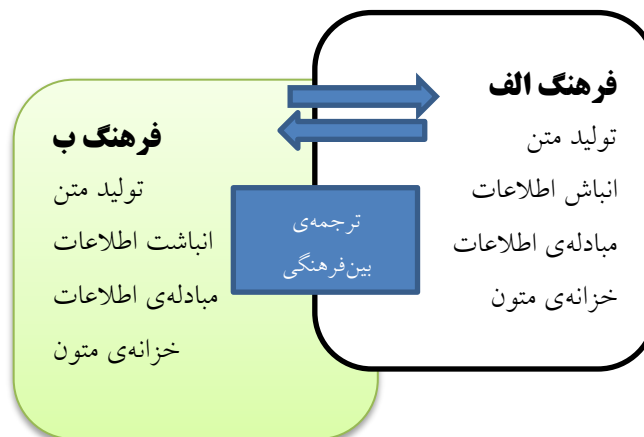 فرهنگ الف
تولید متن
انباش اطلاعات
مبادله‌ی اطلاعات
خزانه‌ی متون
ترجمه‌ی
بین‌فرهنگی
فرهنگ ب
تولید متن
انباشت اطلاعات
مبادله‌ی اطلاعات
خزانه‌ی متون